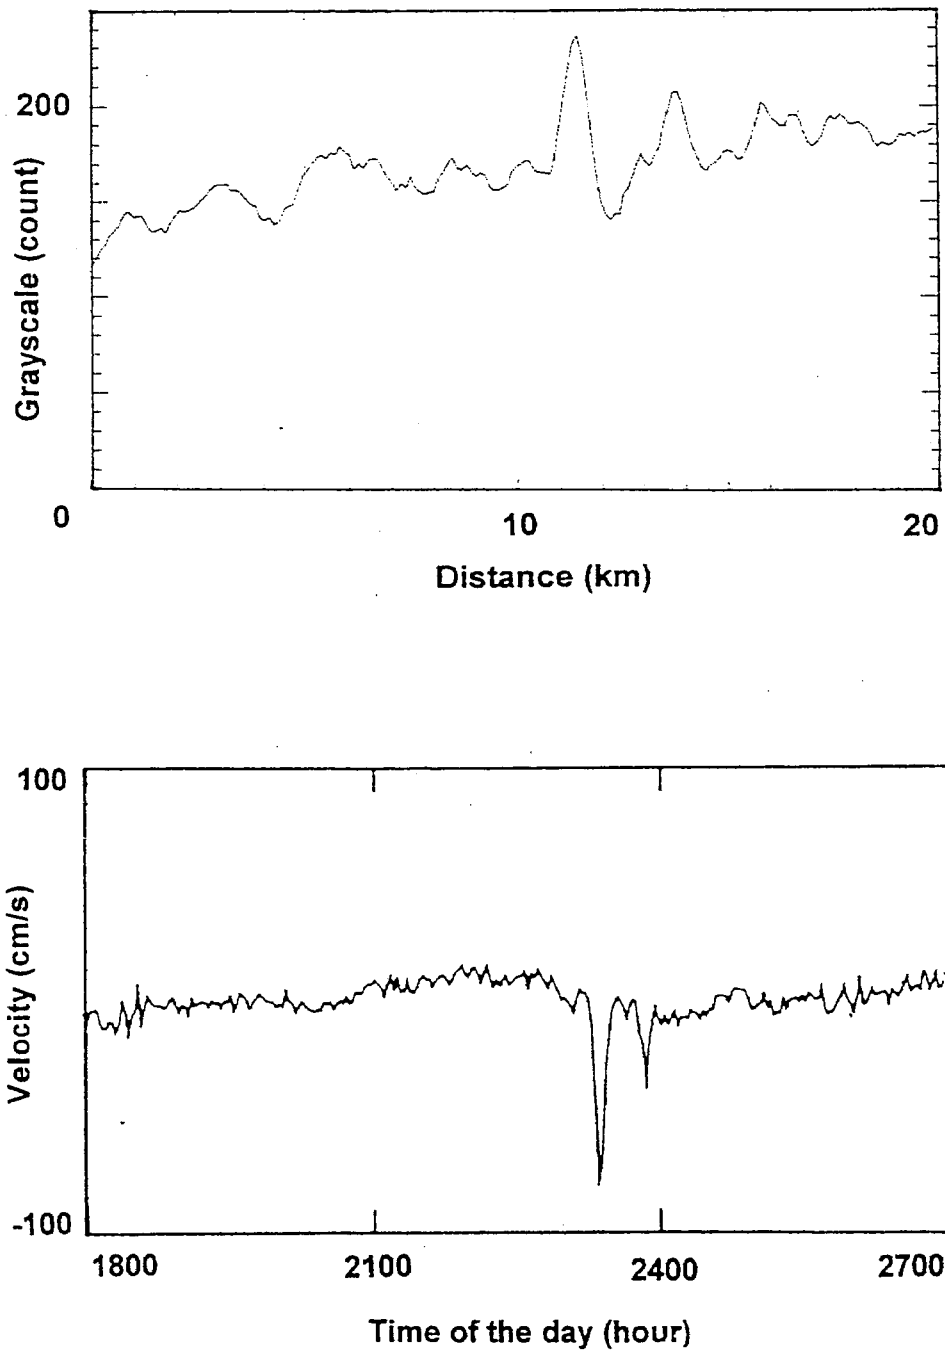 200
Grayscale (count)
0
10
20
Distance (km)
100
Velocity (cm/s)
-100
1800
2100
2400
2700
Time of the day (hour)